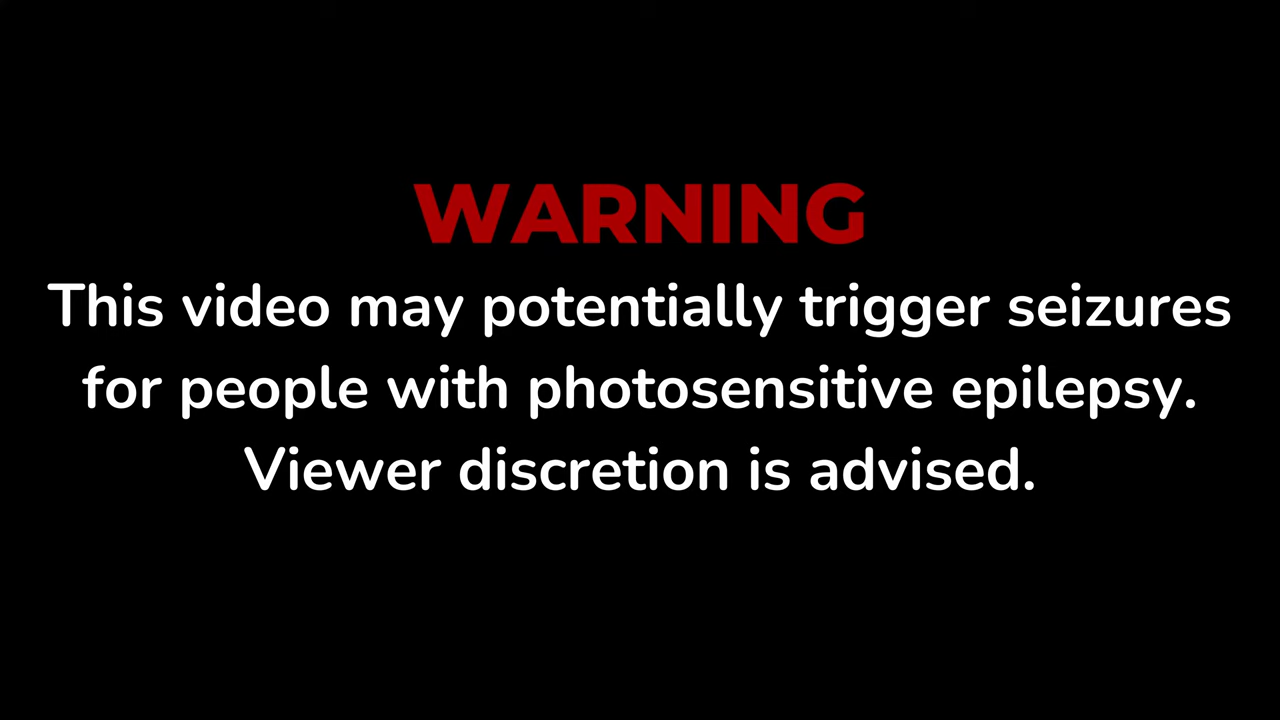 WARNING
This video may potentially trigger seizures
for people with photosensitive epilepsy.
Viewer discretion is advised.